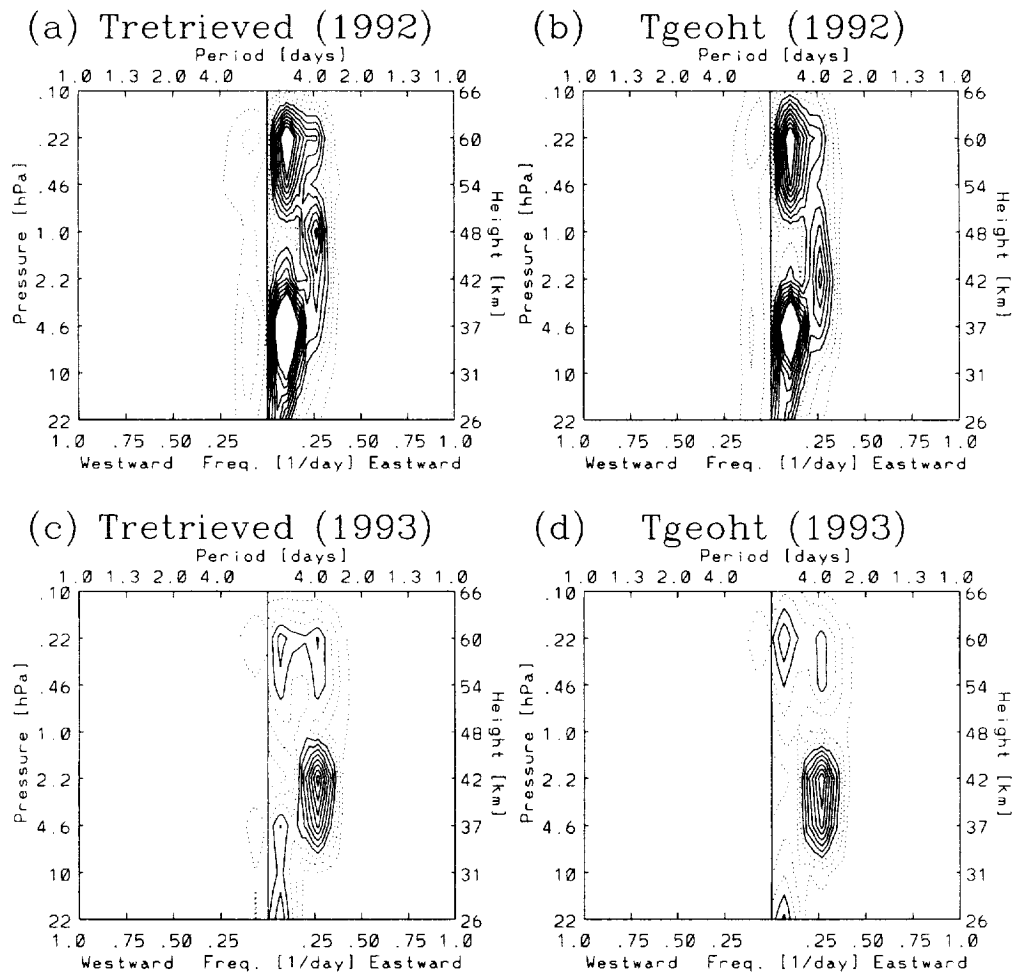 (a) Tretrieved (1992)
Period [days]
1.0 1.3 2.0 4.0 4.0 2.0 1.3 1.0
.10 66
.22 60
.46 54
1.0 48
2.2 42
4.6 37
10 31
22 26
Pressure [hPa]
Height [km]
1.0 .75 .50 .25 .25 .50 .75 1.0
Westward Freq. [1/day] Eastward
(b) Tgeoht (1992)
Period [days]
1.0 1.3 2.0 4.0 4.0 2.0 1.3 1.0
.10 66
.22 60
.46 54
1.0 48
2.2 42
4.6 37
10 31
22 26
Pressure [hPa]
Height [km]
1.0 .75 .50 .25 .25 .50 .75 1.0
Westward Freq. [1/day] Eastward
(c) Tretrieved (1993)
Period [days]
1.0 1.3 2.0 4.0 4.0 2.0 1.3 1.0
.10 66
.22 60
.46 54
1.0 48
2.2 42
4.6 37
10 31
22 26
Pressure [hPa]
Height [km]
1.0 .75 .50 .25 .25 .50 .75 1.0
Westward Freq. [1/day] Eastward
(d) Tgeoht (1993)
Period [days]
1.0 1.3 2.0 4.0 4.0 2.0 1.3 1.0
.10 66
.22 60
.46 54
1.0 48
2.2 42
4.6 37
10 31
22 26
Pressure [hPa]
Height [km]
1.0 .75 .50 .25 .25 .50 .75 1.0
Westward Freq. [1/day] Eastward